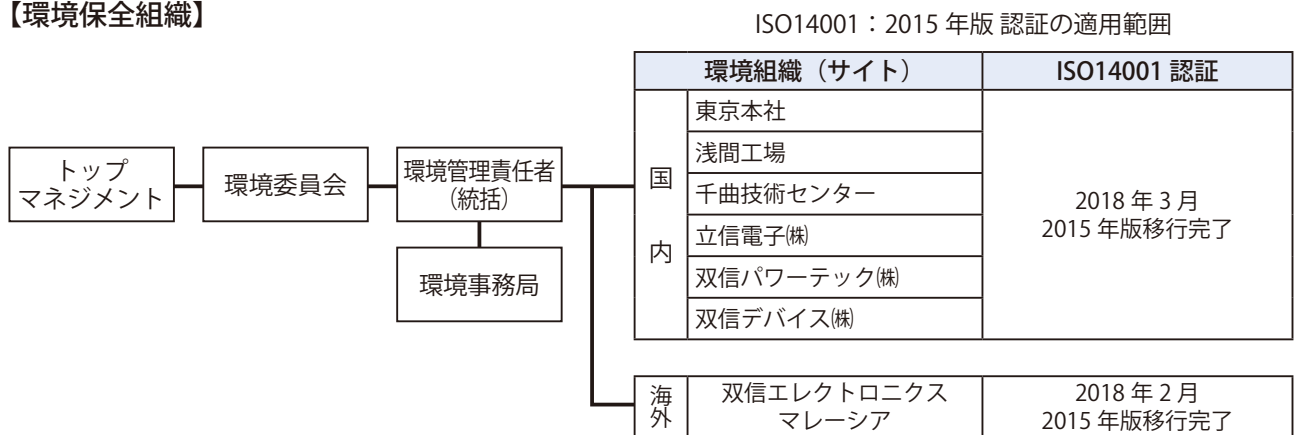 【環境保全組織】
ISO14001：2015 年版 認証の適用範囲
環境組織（サイト）
ISO14001 認証
トップ
マネジメント
環境委員会
環境管理責任者
（統括）
環境事務局
国内
東京本社
浅間工場
千曲技術センター
立信電子㈱
双信パワーテック㈱
双信デバイス㈱
2018 年 3 月
2015 年版移行完了
海外
双信エレクトロニクス
マレーシア
2018 年 2 月
2015 年版移行完了